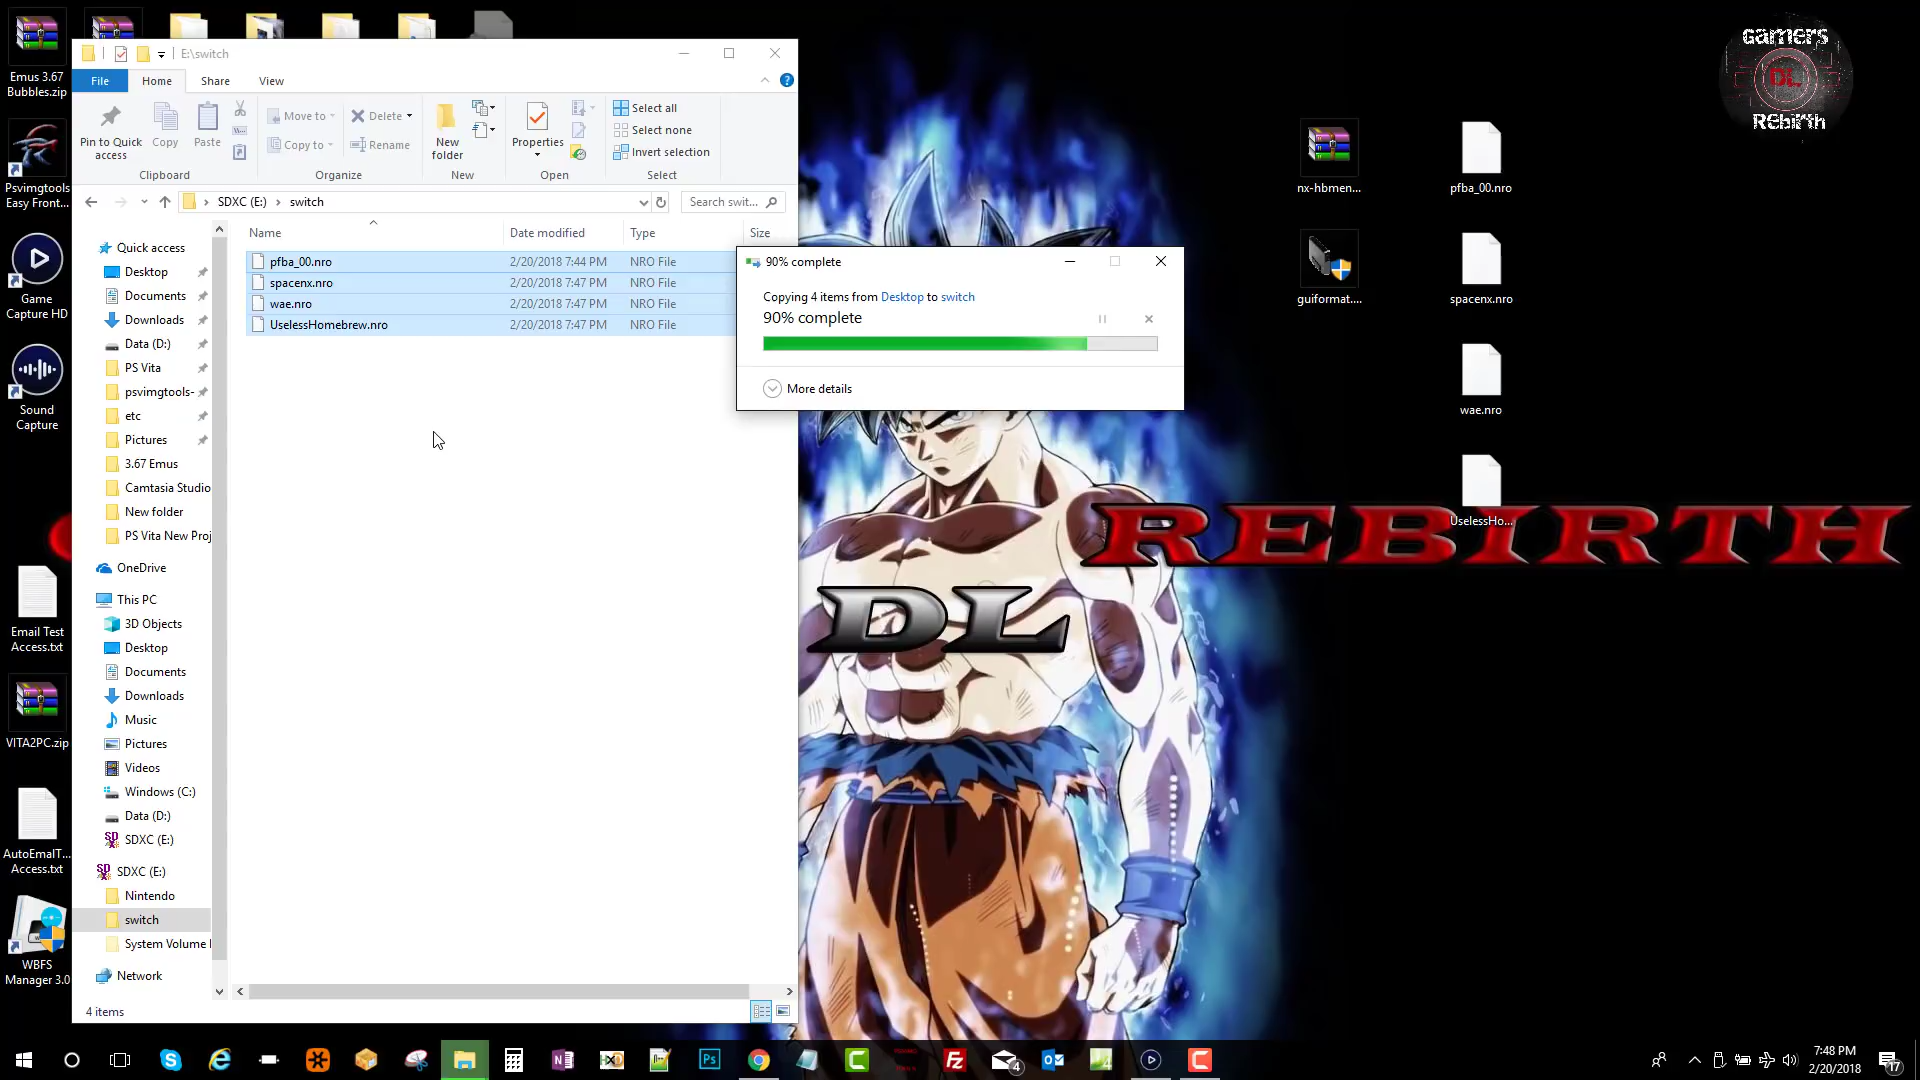 Emus 3.67
Bubbles.zip
Psvimgtools
Easy Front...
Game
Capture HD
Sound
Capture
Email Test
Access.txt
VITA2PC.zip
AutoEmalT...
Access.txt
WBFS
Manager 3.0
E:\switch
File
Home
Share
View
Pin to Quick
access
Copy
Paste
Clipboard
Move to
Copy to
Delete
Rename
Organize
New
folder
New
Properties
Open
Select all
Select none
Invert selection
Select
SDXC (E:)
switch
Search swit...
Name
Date modified
Type
Size
pfba_00.nro 2/20/2018 7:44 PM NRO File
spacenx.nro 2/20/2018 7:47 PM NRO File
wae.nro 2/20/2018 7:47 PM NRO File
UselessHomebrew.nro 2/20/2018 7:47 PM NRO File
Quick access
Desktop
Documents
Downloads
Data (D:)
PS Vita
psvimgtools-
etc
Pictures
3.67 Emus
Camtasia Studio
New folder
PS Vita New Proj
OneDrive
This PC
3D Objects
Desktop
Documents
Downloads
Music
Pictures
Videos
Windows (C:)
Data (D:)
SDXC (E:)
SDXC (E:)
Nintendo
switch
System Volume
Network
4 items
90% complete
Copying 4 items from Desktop to switch
90% complete
More details
nx-hbmen...
guiformat....
pfba_00.nro
spacenx.nro
wae.nro
UselessHo...
gamers
DL
REbirth
REBIRTH
DL
7:48 PM
2/20/2018
4
17